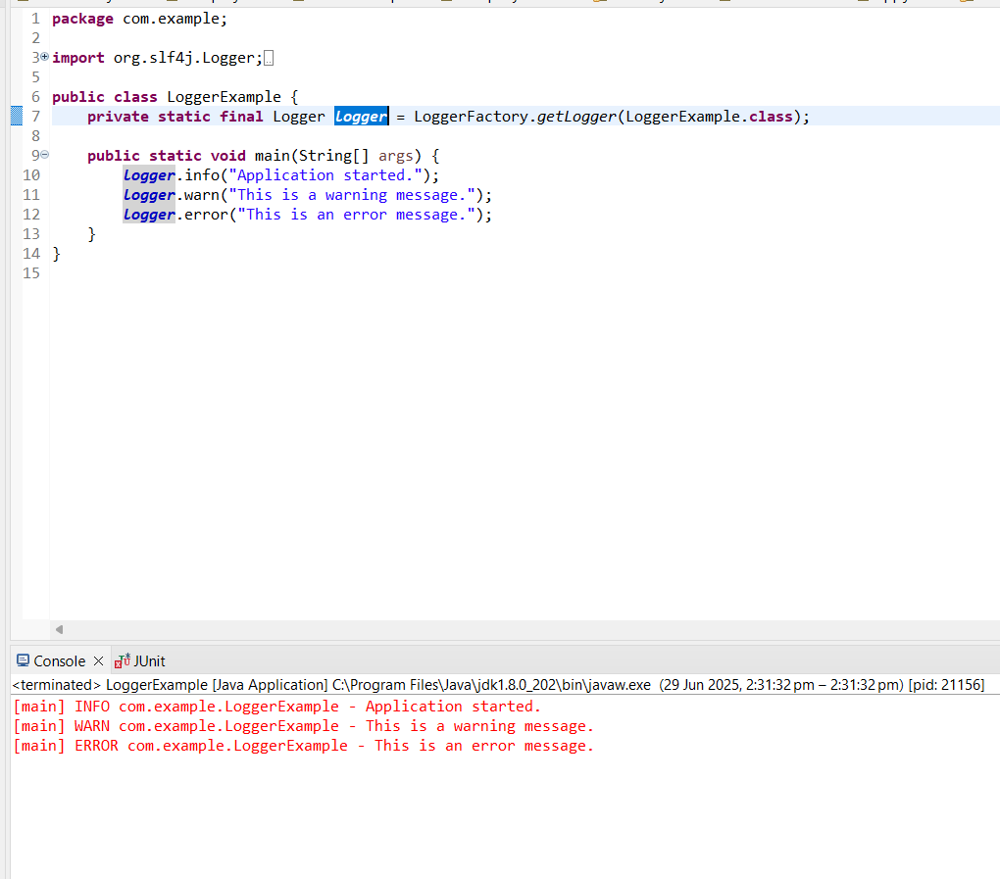 1 package com.example;
2
3 import org.slf4j.Logger;
5
6 public class LoggerExample {
7     private static final Logger logger = LoggerFactory.getLogger(LoggerExample.class);
8
9     public static void main(String[] args) {
10         logger.info("Application started.");
11         logger.warn("This is a warning message.");
12         logger.error("This is an error message.");
13     }
14 }
15
Console JUnit
<terminated> LoggerExample [Java Application] C:\Program Files\Java\jdk1.8.0_202\bin\javaw.exe (29 Jun 2025, 2:31:32 pm – 2:31:32 pm) [pid: 21156]
[main] INFO com.example.LoggerExample - Application started.
[main] WARN com.example.LoggerExample - This is a warning message.
[main] ERROR com.example.LoggerExample - This is an error message.